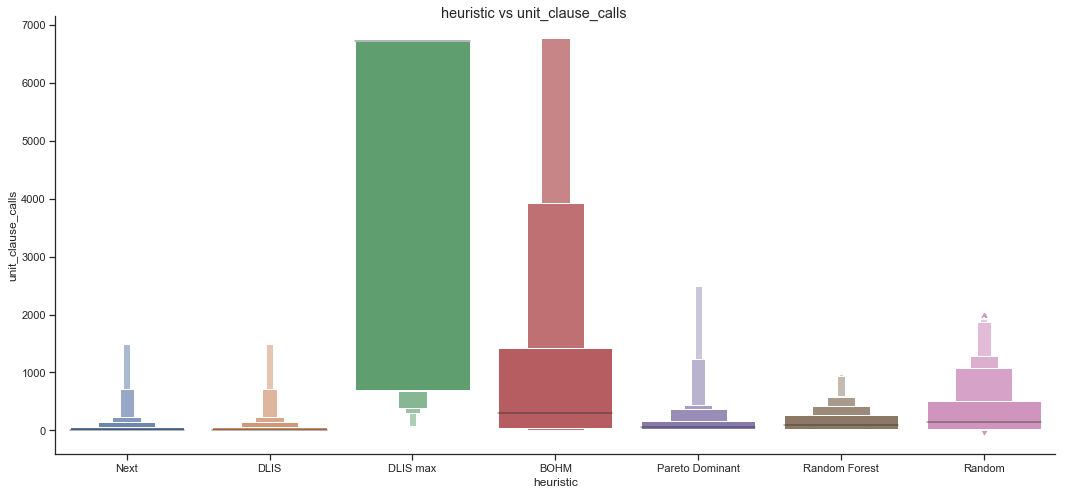 heuristic vs unit_clause_calls
7000
6000
5000
4000
3000
2000
1000
0
unit_clause_calls
Next DLIS DLIS max BOHM Pareto Dominant Random Forest Random
heuristic